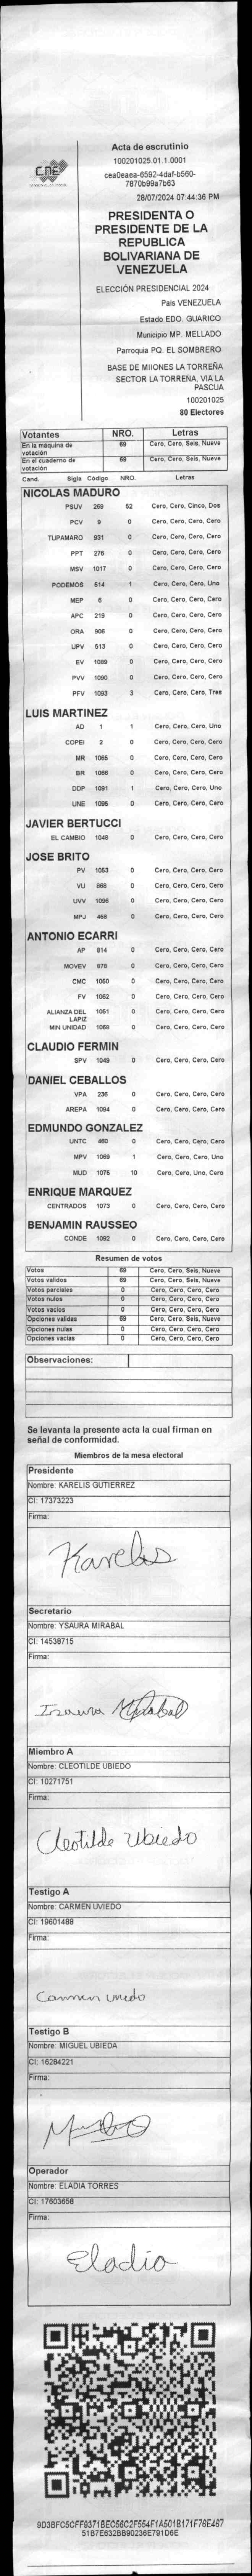 CNE
Acta de escrutinio
100201025.01.1.0001
cea0eaea-6592-4daf-b560-
7870b99a7b63
28/07/2024 07:44:36 PM
PRESIDENTA O
PRESIDENTE DE LA
REPUBLICA
BOLIVARIANA DE
VENEZUELA
ELECCIÓN PRESIDENCIAL 2024
Pais VENEZUELA
Estado EDO. GUARICO
Municipio MP. MELLADO
Parroquia PQ. EL SOMBRERO
BASE DE MIIONES LA TORREÑA
SECTOR LA TORREÑA, VIA LA
PASCUA
100201025
80 Electores
Votantes NRO. Letras
En la máquina de votación 69 Cero, Cero, Seis, Nueve
En el cuaderno de votación 69 Cero, Cero, Seis, Nueve
Cand. Sigla Código NRO. Letras
NICOLAS MADURO
PSUV 269 52 Cero, Cero, Cinco, Dos
PCV 9 0 Cero, Cero, Cero, Cero
TUPAMARO 931 0 Cero, Cero, Cero, Cero
PPT 276 0 Cero, Cero, Cero, Cero
MSV 1017 0 Cero, Cero, Cero, Cero
PODEMOS 514 1 Cero, Cero, Cero, Uno
MEP 6 0 Cero, Cero, Cero, Cero
APC 219 0 Cero, Cero, Cero, Cero
ORA 906 0 Cero, Cero, Cero, Cero
UPV 513 0 Cero, Cero, Cero, Cero
EV 1089 0 Cero, Cero, Cero, Cero
PVV 1090 0 Cero, Cero, Cero, Cero
PFV 1093 3 Cero, Cero, Cero, Tres
LUIS MARTINEZ
AD 1 1 Cero, Cero, Cero, Uno
COPEI 2 0 Cero, Cero, Cero, Cero
MR 1065 0 Cero, Cero, Cero, Cero
BR 1066 0 Cero, Cero, Cero, Cero
DDP 1091 1 Cero, Cero, Cero, Uno
UNE 1095 0 Cero, Cero, Cero, Cero
JAVIER BERTUCCI
EL CAMBIO 1048 0 Cero, Cero, Cero, Cero
JOSE BRITO
PV 1053 0 Cero, Cero, Cero, Cero
VU 868 0 Cero, Cero, Cero, Cero
UVV 1096 0 Cero, Cero, Cero, Cero
MPJ 458 0 Cero, Cero, Cero, Cero
ANTONIO ECARRI
AP 814 0 Cero, Cero, Cero, Cero
MOVEV 978 0 Cero, Cero, Cero, Cero
CMC 1050 0 Cero, Cero, Cero, Cero
FV 1062 0 Cero, Cero, Cero, Cero
ALIANZA DEL LAPIZ 1051 0 Cero, Cero, Cero, Cero
MIN UNIDAD 1068 0 Cero, Cero, Cero, Cero
CLAUDIO FERMIN
SPV 1049 0 Cero, Cero, Cero, Cero
DANIEL CEBALLOS
VPA 236 0 Cero, Cero, Cero, Cero
AREPA 1094 0 Cero, Cero, Cero, Cero
EDMUNDO GONZALEZ
UNTC 460 0 Cero, Cero, Cero, Cero
MPV 1069 1 Cero, Cero, Cero, Uno
MUD 1075 10 Cero, Cero, Uno, Cero
ENRIQUE MARQUEZ
CENTRADOS 1073 0 Cero, Cero, Cero, Cero
BENJAMIN RAUSSEO
CONDE 1092 0 Cero, Cero, Cero, Cero
Resumen de votos
Votos 69 Cero, Cero, Seis, Nueve
Votos validos 69 Cero, Cero, Seis, Nueve
Votos parciales 0 Cero, Cero, Cero, Cero
Votos nulos 0 Cero, Cero, Cero, Cero
Votos vacios 0 Cero, Cero, Cero, Cero
Opciones validas 69 Cero, Cero, Seis, Nueve
Opciones nulas 0 Cero, Cero, Cero, Cero
Opciones vacias 0 Cero, Cero, Cero, Cero
Observaciones:
Se levanta la presente acta la cual firman en
señal de conformidad.
Miembros de la mesa electoral
Presidente
Nombre: KARELIS GUTIERREZ
CI: 17373223
Firma:
Karelis
Secretario
Nombre: YSAURA MIRABAL
CI: 14538715
Firma:
Isaura Mirabal
Miembro A
Nombre: CLEOTILDE UBIEDO
CI: 10271751
Firma:
Cleotilde Ubiedo
Testigo A
Nombre: CARMEN UVIEDO
CI: 19601488
Firma:
Carmen uviedo
Testigo B
Nombre: MIGUEL UBIEDA
CI: 16284221
Firma:
Operador
Nombre: ELADIA TORRES
CI: 17603658
Firma:
Eladia
9D3BFC5CFF9371BEC56C2F554F1A501B171F76E467
51B7E632BB90236E791D6E